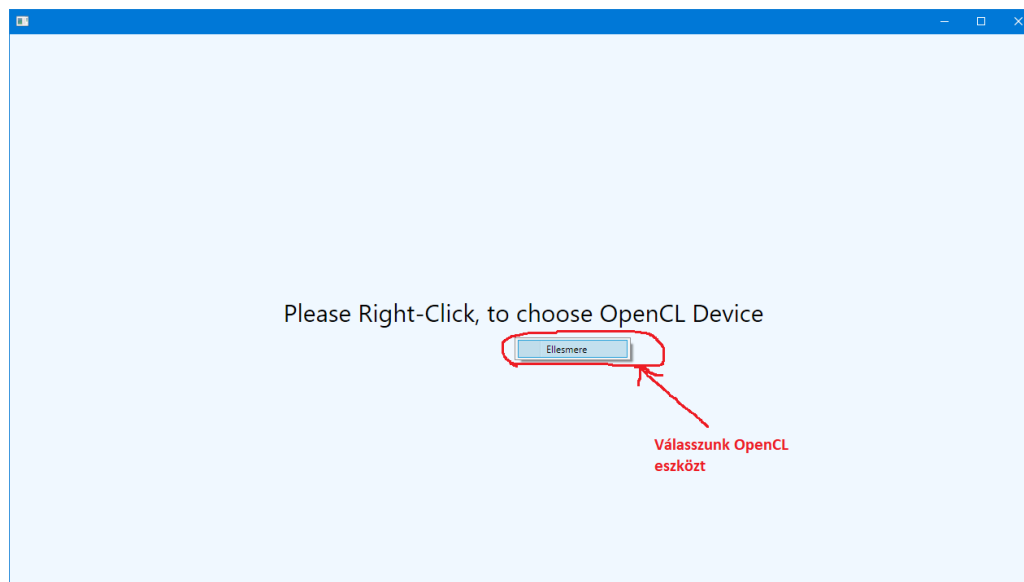 Please Right-Click, to choose OpenCL Device
Ellesmere
Válasszunk OpenCL
eszközt